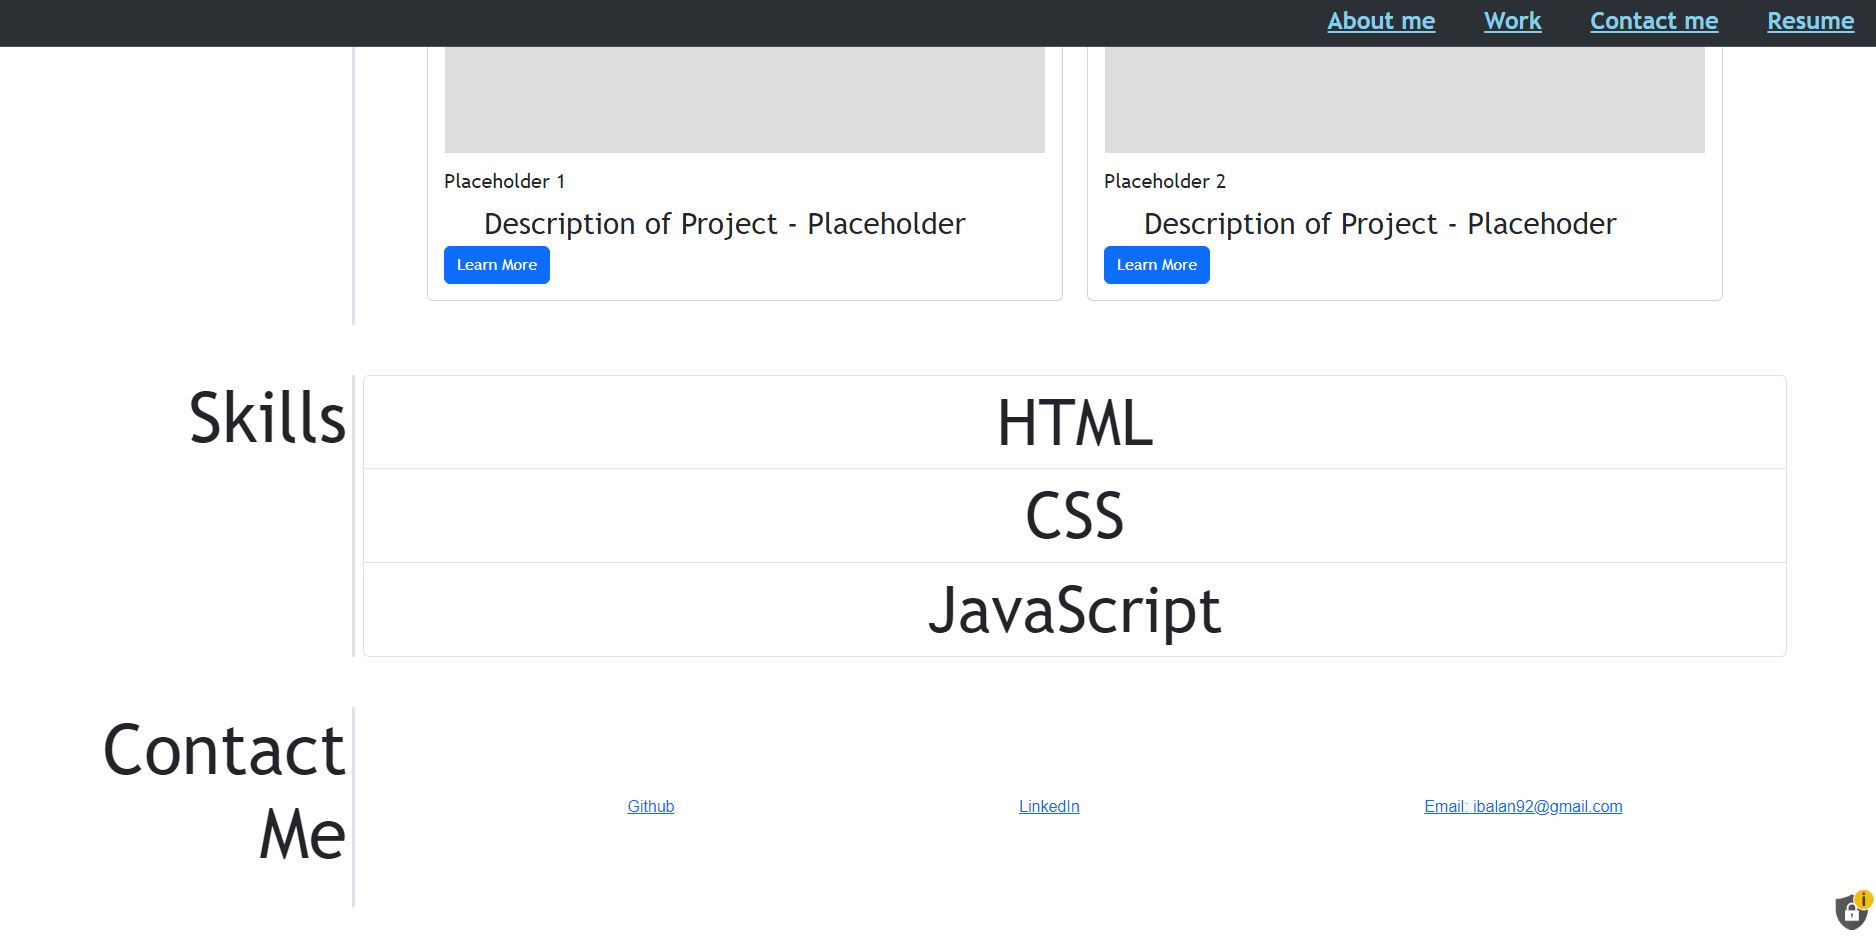 About me Work Contact me Resume
Placeholder 1
Description of Project - Placeholder
Learn More
Placeholder 2
Description of Project - Placehoder
Learn More
Skills
HTML
CSS
JavaScript
Contact
Me
Github
LinkedIn
Email: ibalan92@gmail.com
i